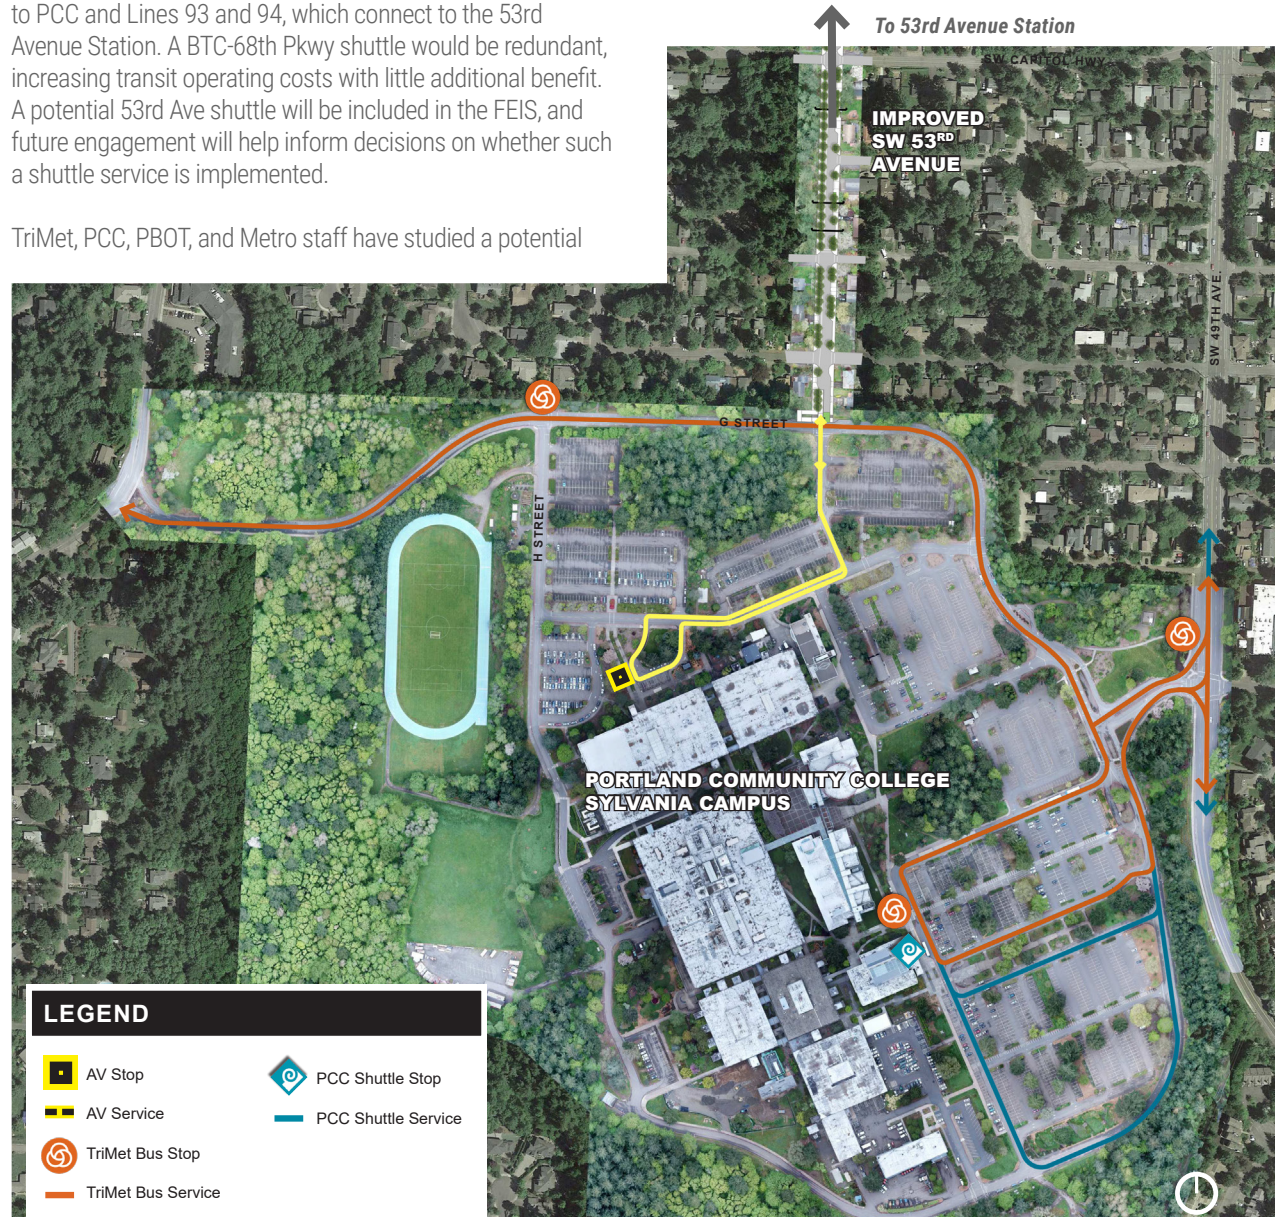 to PCC and Lines 93 and 94, which connect to the 53rd
Avenue Station. A BTC-68th Pkwy shuttle would be redundant,
increasing transit operating costs with little additional benefit.
A potential 53rd Ave shuttle will be included in the FEIS, and
future engagement will help inform decisions on whether such
a shuttle service is implemented.
TriMet, PCC, PBOT, and Metro staff have studied a potential
To 53rd Avenue Station
SW CAPITOL HWY
IMPROVED
SW 53RD
AVENUE
SW 49TH AVE.
G STREET
H STREET
PORTLAND COMMUNITY COLLEGE
SYLVANIA CAMPUS
LEGEND
AV Stop
AV Service
TriMet Bus Stop
TriMet Bus Service
PCC Shuttle Stop
PCC Shuttle Service